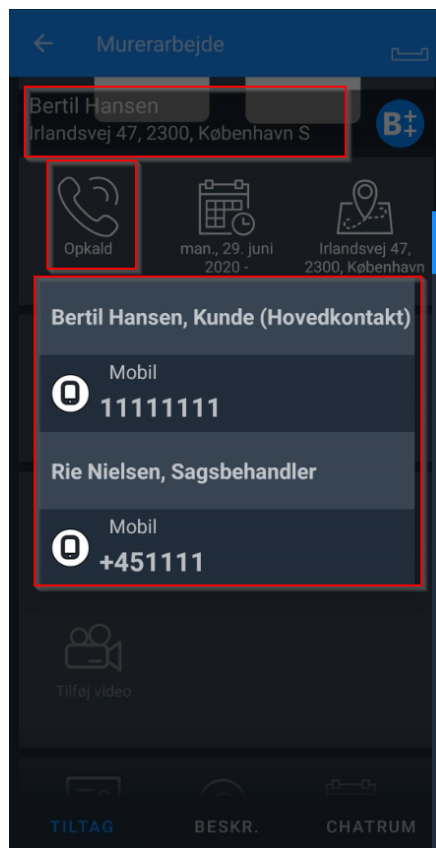 Murerarbejde
Bertil Hansen
Irlandsvej 47, 2300, København S
B‡
Opkald
man., 29. juni
2020 -
Irlandsvej 47,
2300, København
Bertil Hansen, Kunde (Hovedkontakt)
Mobil
11111111
Rie Nielsen, Sagsbehandler
Mobil
+451111
Tilføj video
TILTAG
BESKR.
CHATRUM